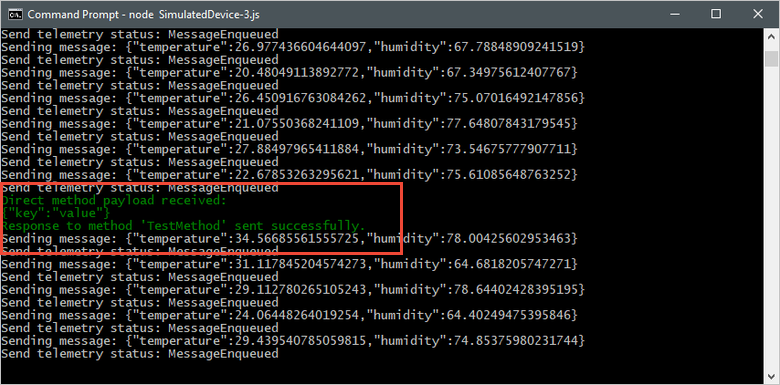 Command Prompt - node  SimulatedDevice-3.js
Send telemetry status: MessageEnqueued
Sending message: {"temperature":26.977436604644097,"humidity":67.78848909241519}
Send telemetry status: MessageEnqueued
Sending message: {"temperature":20.48049113892772,"humidity":67.34975612407767}
Send telemetry status: MessageEnqueued
Sending message: {"temperature":26.450916763084262,"humidity":75.07016492147856}
Send telemetry status: MessageEnqueued
Sending message: {"temperature":21.07550368241109,"humidity":77.64807843179545}
Send telemetry status: MessageEnqueued
Sending message: {"temperature":27.88497965411884,"humidity":73.54675777907711}
Send telemetry status: MessageEnqueued
Sending message: {"temperature":22.67853263295621,"humidity":75.61085648763252}
Send telemetry status: MessageEnqueued
Direct method payload received:
{"key":"value"}
Response to method 'TestMethod' sent successfully.
Sending message: {"temperature":34.56685561555725,"humidity":78.00425602953463}
Send telemetry status: MessageEnqueued
Sending message: {"temperature":31.117845204574273,"humidity":64.6818205747271}
Send telemetry status: MessageEnqueued
Sending message: {"temperature":29.112780265105243,"humidity":78.64402428395195}
Send telemetry status: MessageEnqueued
Sending message: {"temperature":24.06448264019254,"humidity":64.40249475395846}
Send telemetry status: MessageEnqueued
Sending message: {"temperature":29.439540785059815,"humidity":74.85375980231744}
Send telemetry status: MessageEnqueued